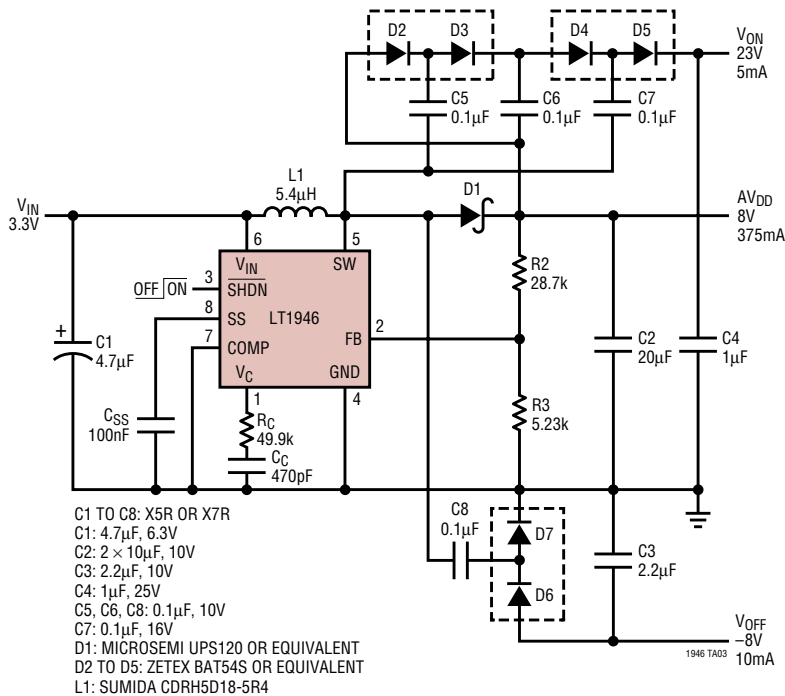 D2 D3 D4 D5
V_ON
23V
5mA
C5
0.1µF
C6
0.1µF
C7
0.1µF
V_IN
3.3V
L1
5.4µH
D1
AV_DD
8V
375mA
6 5
V_IN SW
OFF ON 3 SHDN
8 SS
7 COMP
LT1946
FB 2
V_C GND
1 4
R2
28.7k
R3
5.23k
+
C1
4.7µF
C_SS
100nF
R_C
49.9k
C_C
470pF
C2
20µF
C4
1µF
C8
0.1µF
D7
D6
C3
2.2µF
V_OFF
–8V
10mA
1946 TA03
C1 TO C8: X5R OR X7R
C1: 4.7µF, 6.3V
C2: 2 × 10µF, 10V
C3: 2.2µF, 10V
C4: 1µF, 25V
C5, C6, C8: 0.1µF, 10V
C7: 0.1µF, 16V
D1: MICROSEMI UPS120 OR EQUIVALENT
D2 TO D5: ZETEX BAT54S OR EQUIVALENT
L1: SUMIDA CDRH5D18-5R4